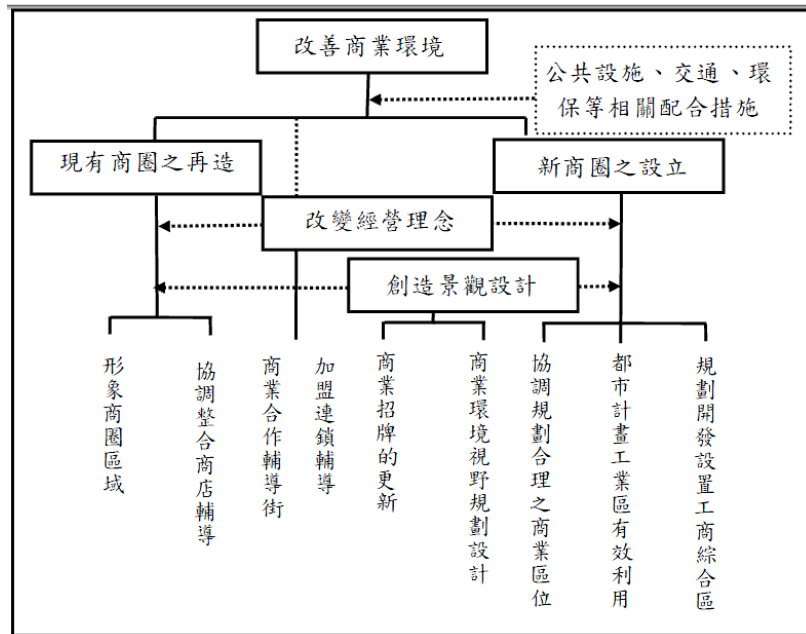 改善商業環境
公共設施、交通、環
保等相關配合措施
現有商圈之再造
新商圈之設立
改變經營理念
創造景觀設計
形象商圈區域
協調整合商店輔導
商業合作輔導街
加盟連鎖輔導
商業招牌的更新
商業環境視野規劃設計
協調規劃合理之商業區位
都市計畫工業區有效利用
規劃開發設置工商綜合區